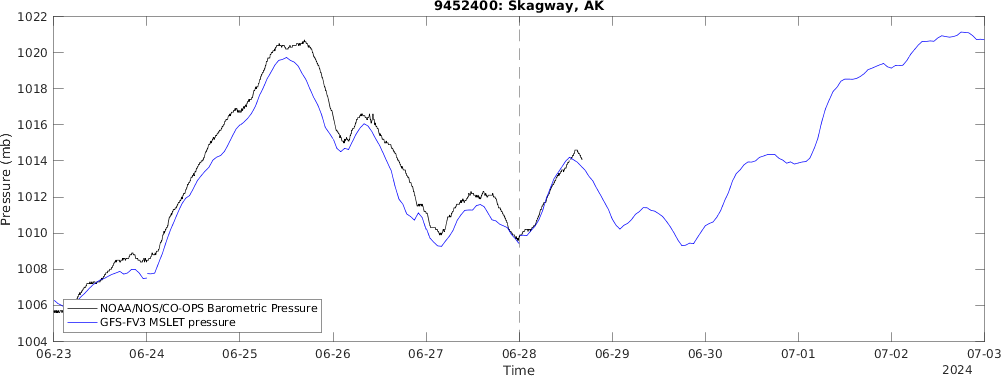 9452400: Skagway, AK
1022
1020
1018
1016
1014
1012
1010
1008
1006
1004
Pressure (mb)
NOAA/NOS/CO-OPS Barometric Pressure
GFS-FV3 MSLET pressure
06-23 06-24 06-25 06-26 06-27 06-28 06-29 06-30 07-01 07-02 07-03
Time
2024